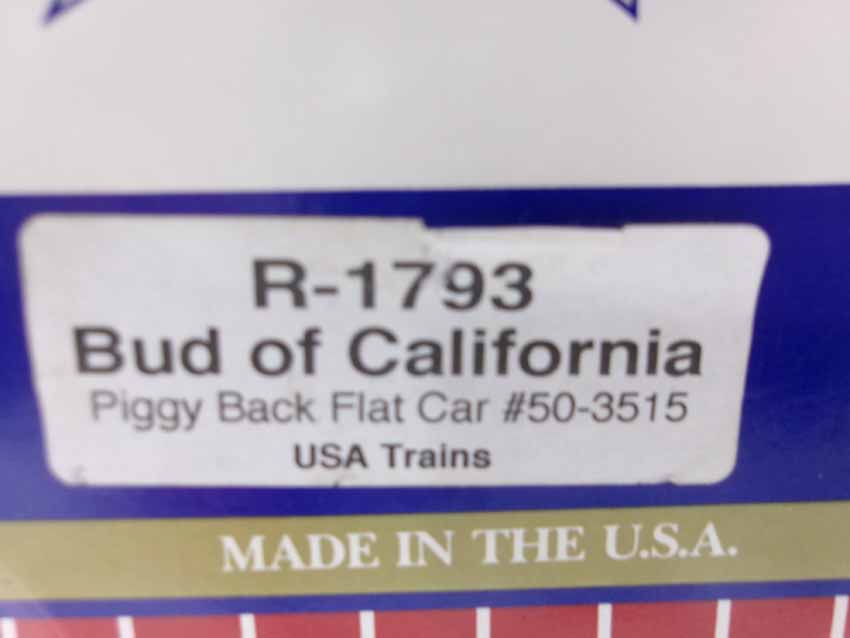 R-1793
Bud of California
Piggy Back Flat Car #50-3515
USA Trains
MADE IN THE U.S.A.